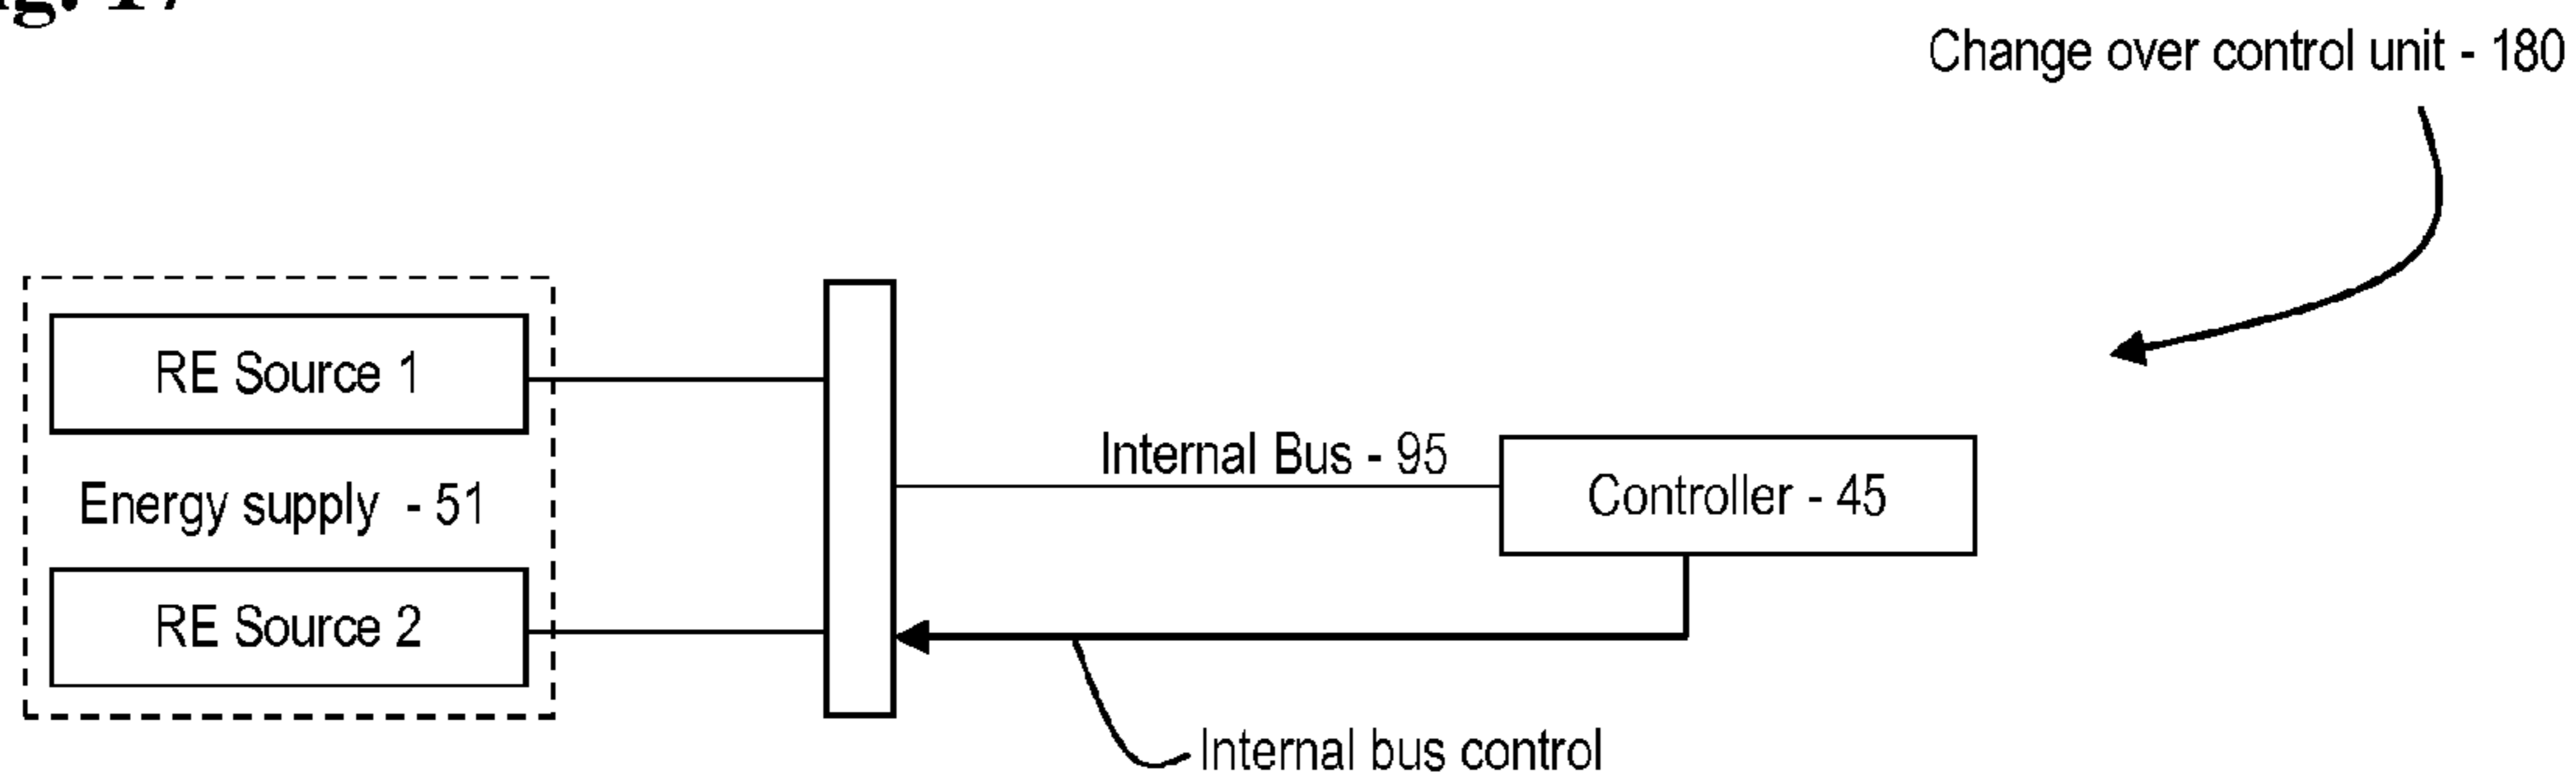 Change over control unit - 180
RE Source 1
Internal Bus - 95
Controller - 45
Energy supply - 51
RE Source 2
Internal bus control